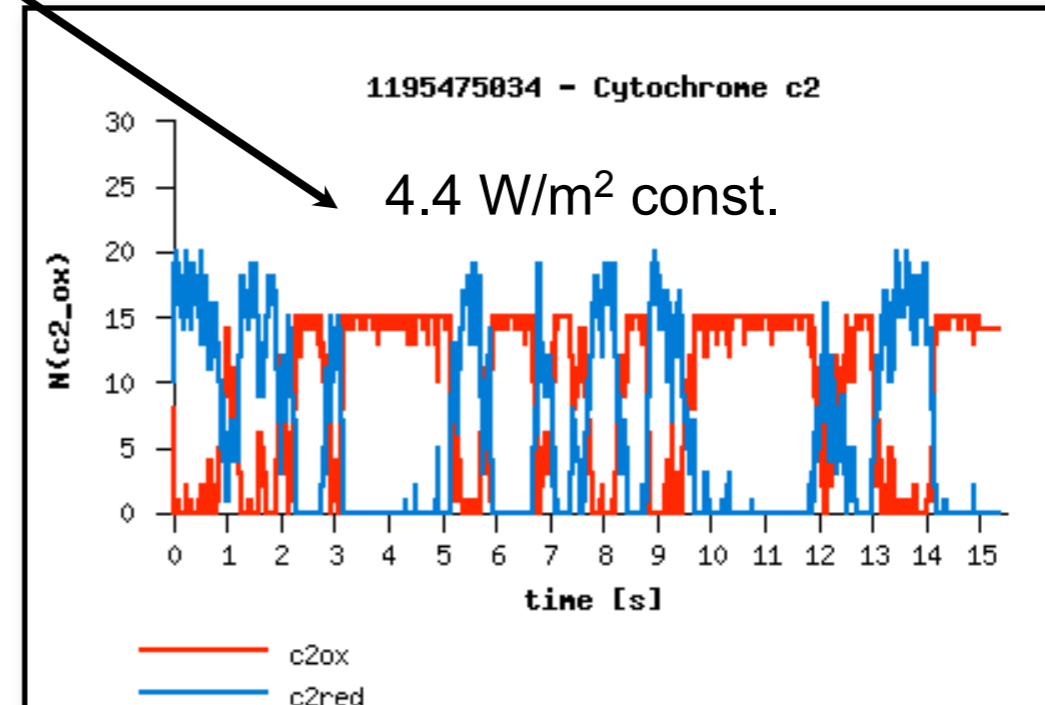 1195475034 - Cytochrome c2
4.4 W/m² const.
N(c2_ox)
30
25
20
15
10
5
0
0 1 2 3 4 5 6 7 8 9 10 11 12 13 14 15
time [s]
c2ox
c2red